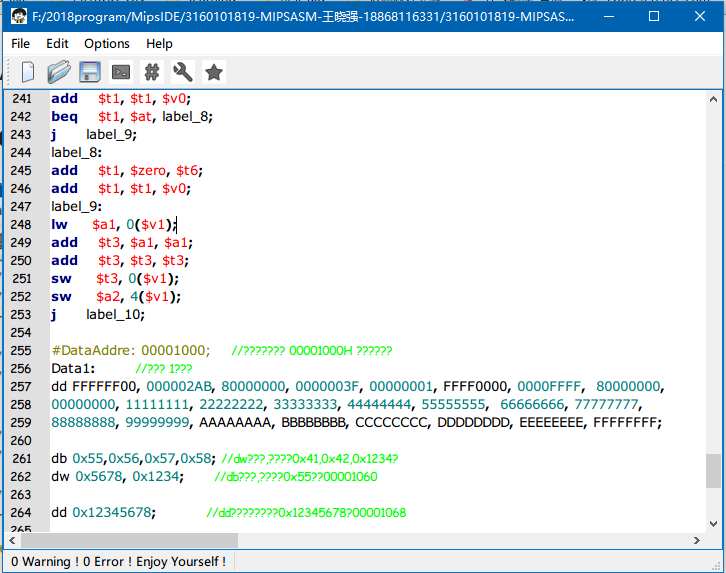 F:/2018program/MipsIDE/3160101819-MIPSASM-王晓强-18868116331/3160101819-MIPSAS...
File Edit Options Help
241 add $t1, $t1, $v0;
242 beq $t1, $at, label_8;
243 j label_9;
244 label_8:
245 add $t1, $zero, $t6;
246 add $t1, $t1, $v0;
247 label_9:
248 lw $a1, 0($v1);
249 add $t3, $a1, $a1;
250 add $t3, $t3, $t3;
251 sw $t3, 0($v1);
252 sw $a2, 4($v1);
253 j label_10;
254
255 #DataAddre: 00001000; //??????? 00001000H ??????
256 Data1: //??? 1???
257 dd FFFFFF00, 000002AB, 80000000, 0000003F, 00000001, FFFF0000, 0000FFFF, 80000000,
258 00000000, 11111111, 22222222, 33333333, 44444444, 55555555, 66666666, 77777777,
259 88888888, 99999999, AAAAAAAA, BBBBBBBB, CCCCCCCC, DDDDDDDD, EEEEEEEE, FFFFFFFF;
260
261 db 0x55,0x56,0x57,0x58; //dw???,????0x41,0x42,0x1234?
262 dw 0x5678, 0x1234; //db???,????0x55??00001060
263
264 dd 0x12345678; //dd????????0x12345678?00001068
265
0 Warning ! 0 Error ! Enjoy Yourself !